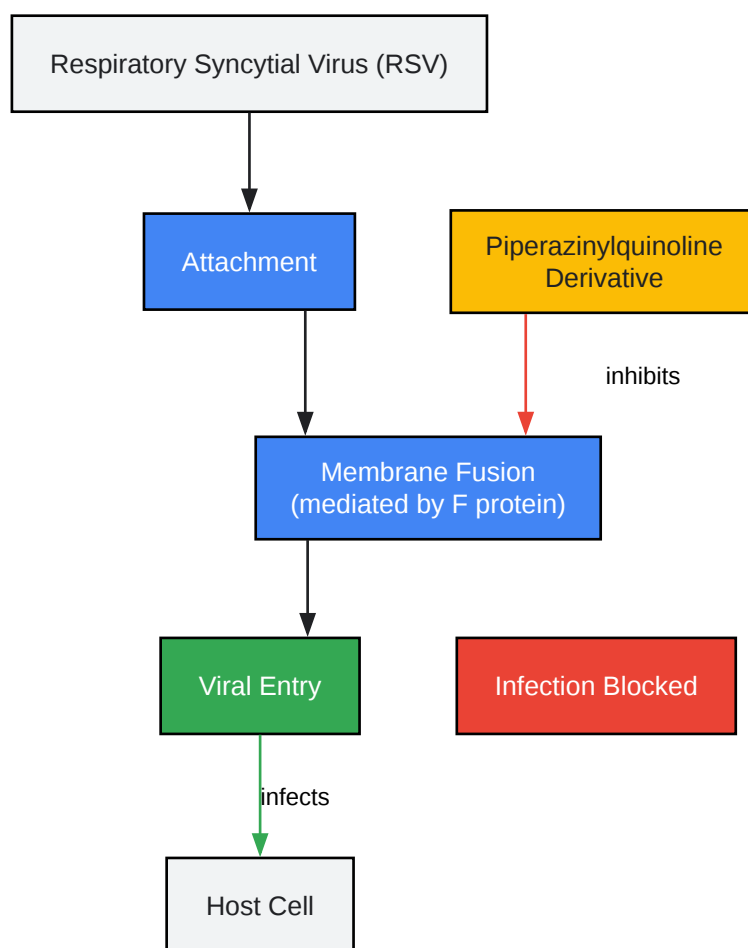 Respiratory Syncytial Virus (RSV)
Attachment
Piperazinylquinoline
Derivative
inhibits
Membrane Fusion
(mediated by F protein)
Viral Entry
Infection Blocked
infects
Host Cell